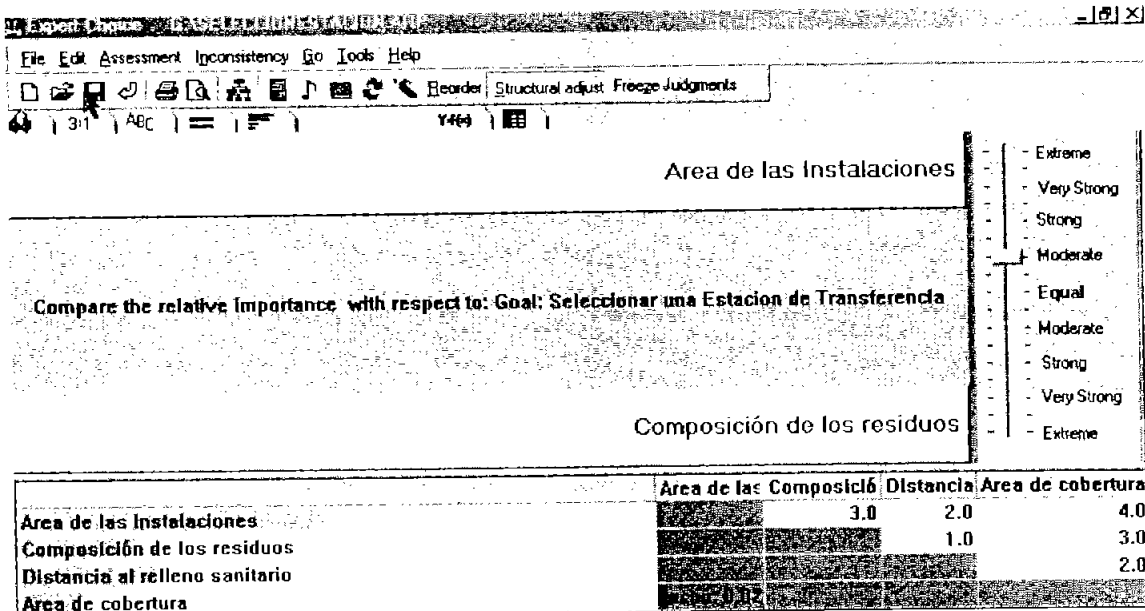 Expert Choice
File Edit Assessment Inconsistency Go Tools Help
Reorder Structural adjust Freeze Judgments
3:1 ABC
Area de las Instalaciones
Extreme
Very Strong
Strong
Moderate
Equal
Moderate
Strong
Very Strong
Extreme
Compare the relative importance with respect to: Goal: Seleccionar una Estacion de Transferencia
Composición de los residuos
Area de las Composició Distancia Area de cobertura
Area de las Instalaciones 3.0 2.0 4.0
Composición de los residuos 1.0 3.0
Distancia al relleno sanitario 2.0
Area de cobertura